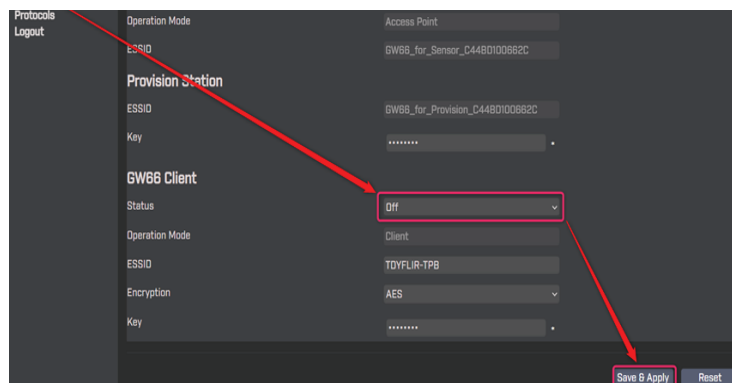 Protocols
Logout
Operation Mode Access Point
ESSID GW66_for_Sensor_C44BD100662C
Provision Station
ESSID GW66_for_Provision_C44BD100662C
Key ········
GW66 Client
Status Off
Operation Mode Client
ESSID TDYFLIR-TPB
Encryption AES
Key ········
Save & Apply Reset